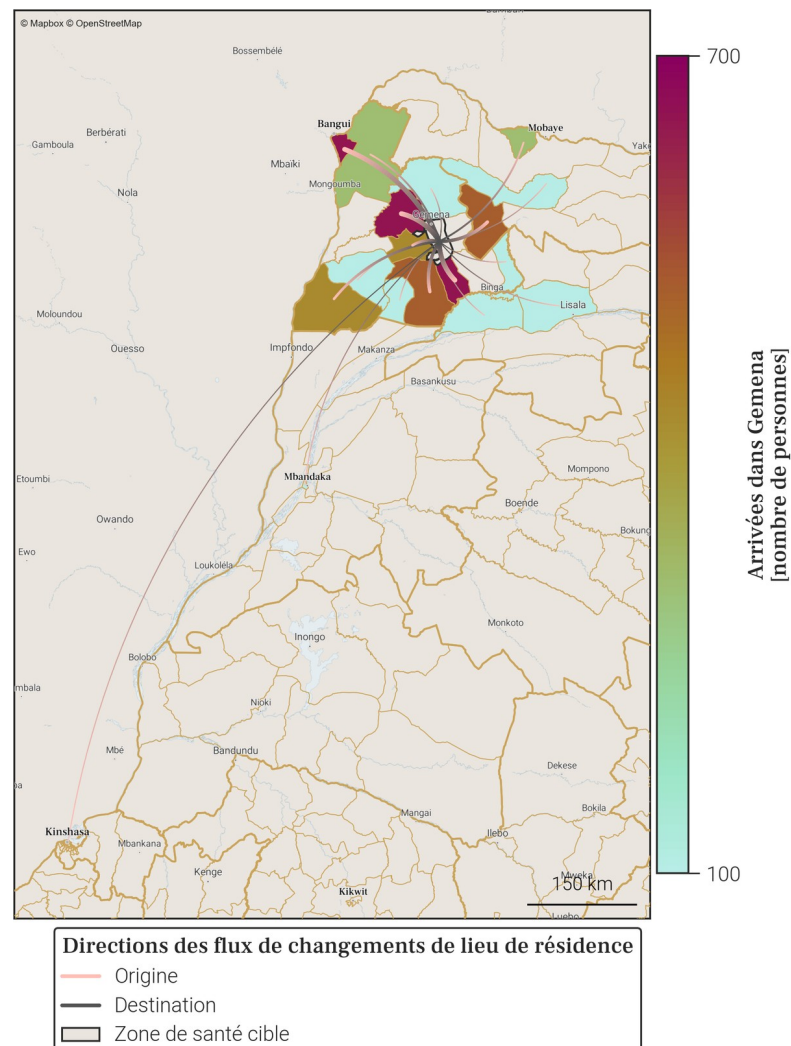 © Mapbox © OpenStreetMap
Bossembélé
Bangui
Mobaye
Berbérati
Gamboula
Mbaïki
Mongoumba
Nola
Gemena
Binga
Lisala
Moloundou
Ouesso
Impfondo
Makanza
Basankusu
Mompono
Mbandaka
Etoumbi
Boende
Owando
Ewo
Loukoléla
Monkoto
Inongo
Bolobo
mbala
Nioki
Mbé
Bandundu
Dekese
Bokila
Mangai
Ilebo
Kinshasa
Mbankana
Kenge
Mweka
Kikwit
150 km
Luebo
700
100
Arrivées dans Gemena
[nombre de personnes]
Directions des flux de changements de lieu de résidence
Origine
Destination
Zone de santé cible